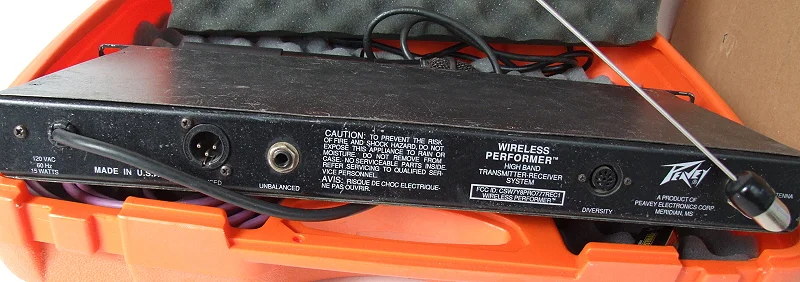 120 VAC
60 Hz
15 WATTS
MADE IN U.S.A
UNBALANCED
CAUTION: TO PREVENT THE RISK
OF FIRE AND SHOCK HAZARD, DO NOT
EXPOSE THIS APPLIANCE TO RAIN OR
MOISTURE. DO NOT REMOVE FROM
CASE. NO SERVICEABLE PARTS INSIDE.
REFER SERVICING TO QUALIFIED SER-
VICE PERSONNEL.
AVIS: RISQUE DE CHOC ELECTRIQUE-
NE PAS OUVRIR.
WIRELESS
PERFORMER™
HIGH BAND
TRANSMITTER-RECEIVER
SYSTEM
FCC ID: CSW7Y8PRO777REC1
WIRELESS PERFORMER™
DIVERSITY
PEAVEY
A PRODUCT OF
PEAVEY ELECTRONICS CORP.
MERIDIAN, MS